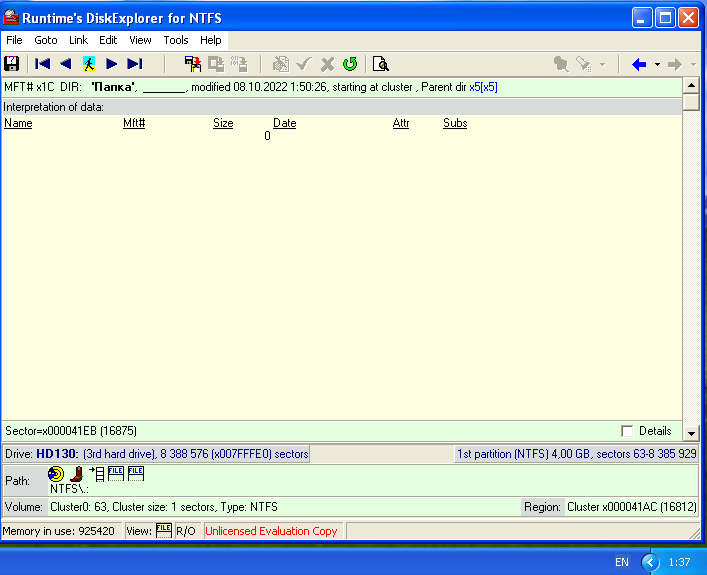 Runtime's DiskExplorer for NTFS
File Goto Link Edit View Tools Help
MFT# x1C DIR: "Папка", _______, modified 08.10.2022 1:50:26, starting at cluster , Parent dir x5[x5]
Interpretation of data:
Name Mft# Size Date Attr Subs
0
Sector=x000041EB (16875) Details
Drive: HD130: (3rd hard drive), 8 388 576 (x007FFFE0) sectors 1st partition (NTFS) 4,00 GB, sectors 63-8 385 929
Path: FILE FILE
NTFS\.:
Volume: Cluster0: 63, Cluster size: 1 sectors, Type: NTFS Region: Cluster x000041AC (16812)
Memory in use: 925420 View: FILE R/O Unlicensed Evaluation Copy
EN 1:37